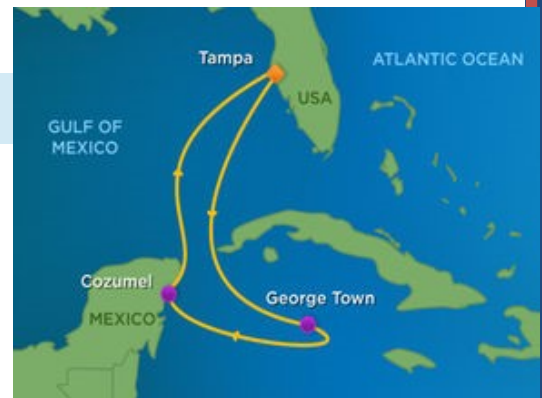 Tampa
ATLANTIC OCEAN
USA
GULF OF
MEXICO
Cozumel
George Town
MEXICO